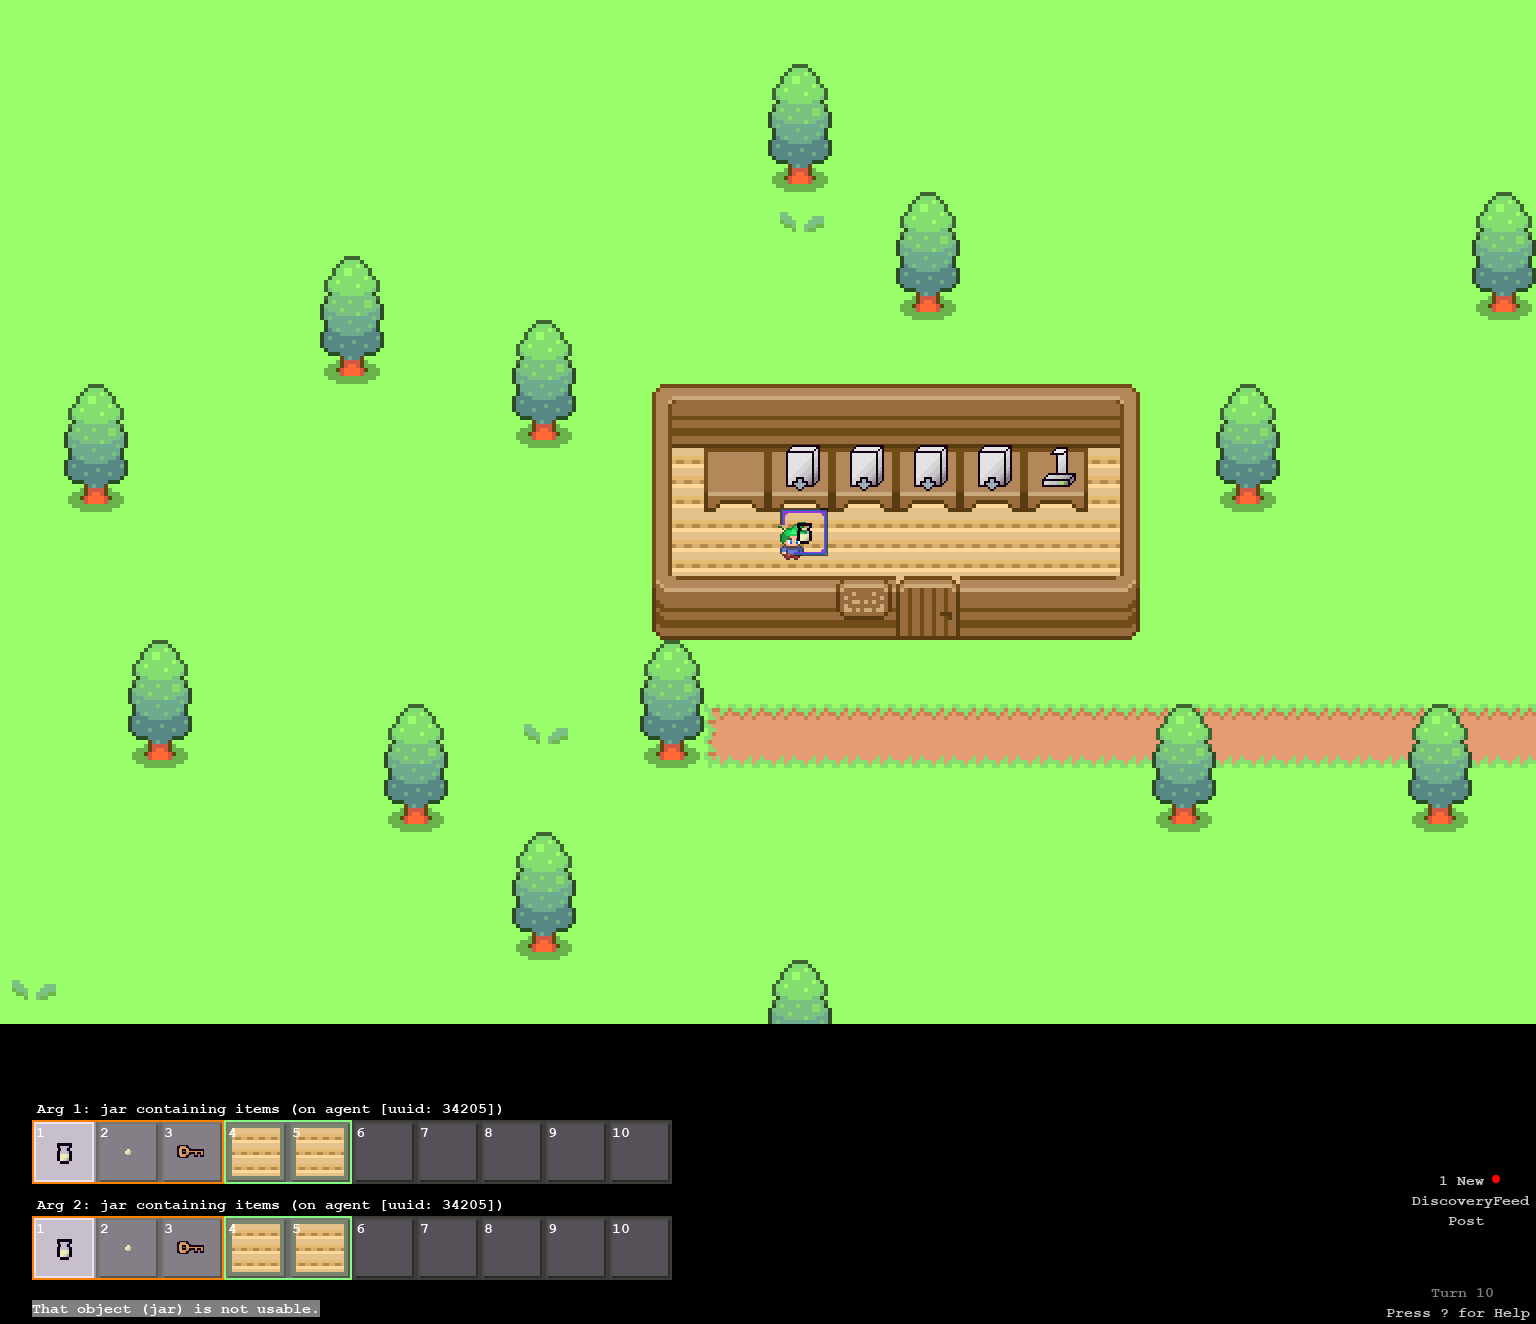 Arg 1: jar containing items (on agent [uuid: 34205])
1 2 3 4 5 6 7 8 9 10
Arg 2: jar containing items (on agent [uuid: 34205])
1 2 3 4 5 6 7 8 9 10
That object (jar) is not usable.
1 New
DiscoveryFeed
Post
Turn 10
Press ? for Help